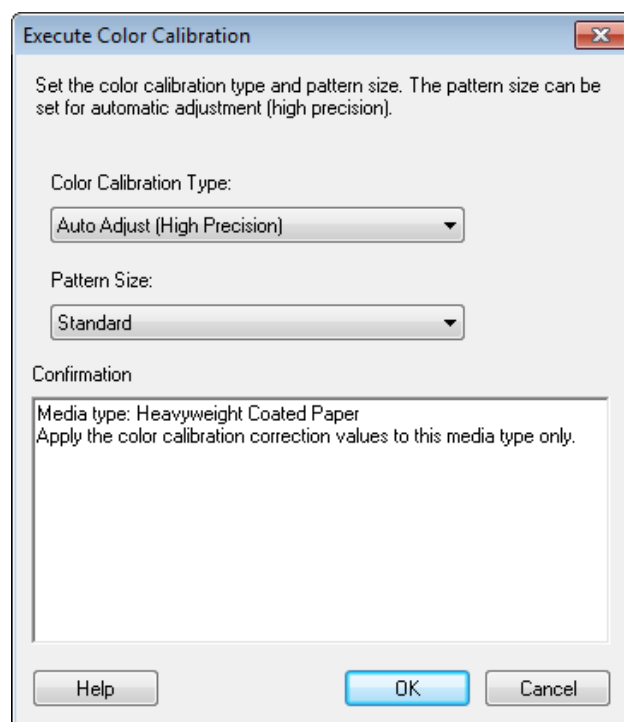 Execute Color Calibration
Set the color calibration type and pattern size. The pattern size can be
set for automatic adjustment (high precision).
Color Calibration Type:
Auto Adjust (High Precision)
Pattern Size:
Standard
Confirmation
Media type: Heavyweight Coated Paper
Apply the color calibration correction values to this media type only.
Help
OK
Cancel